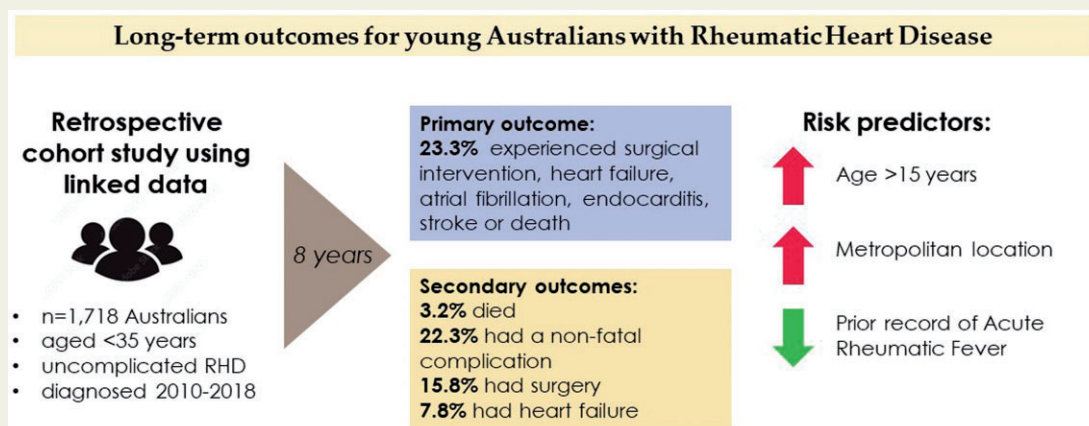 Long-term outcomes for young Australians with Rheumatic Heart Disease
Retrospective
cohort study using
linked data
• n=1,718 Australians
• aged <35 years
• uncomplicated RHD
• diagnosed 2010-2018
8 years
Primary outcome:
23.3% experienced surgical
intervention, heart failure,
atrial fibrillation, endocarditis,
stroke or death
Secondary outcomes:
3.2% died
22.3% had a non-fatal
complication
15.8% had surgery
7.8% had heart failure
Risk predictors:
Age >15 years
Metropolitan location
Prior record of Acute
Rheumatic Fever